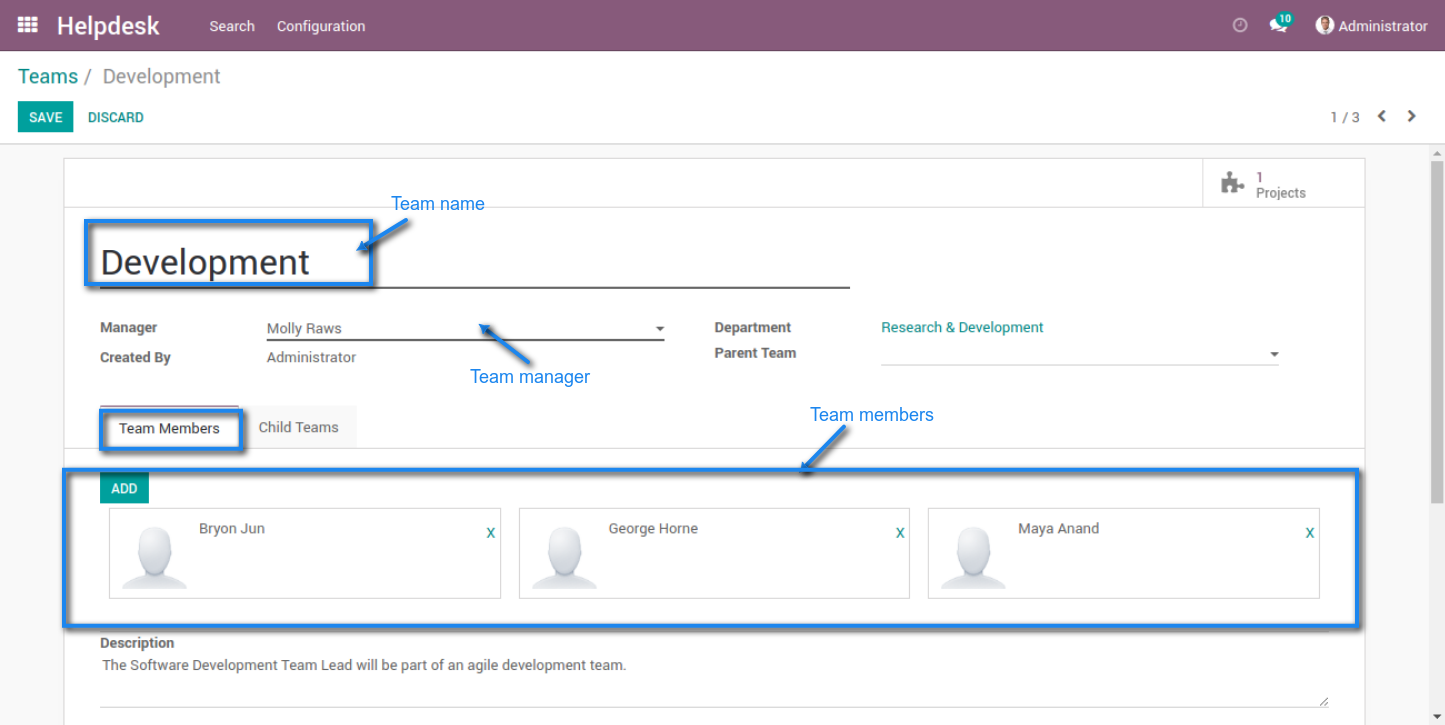 Helpdesk Search Configuration 10 Administrator
Teams / Development
SAVE DISCARD 1 / 3
1
Projects
Team name
Development
Manager Molly Raws Department Research & Development
Created By Administrator Parent Team
Team manager
Team members
Team Members Child Teams
ADD
Bryon Jun X George Horne X Maya Anand X
Description
The Software Development Team Lead will be part of an agile development team.